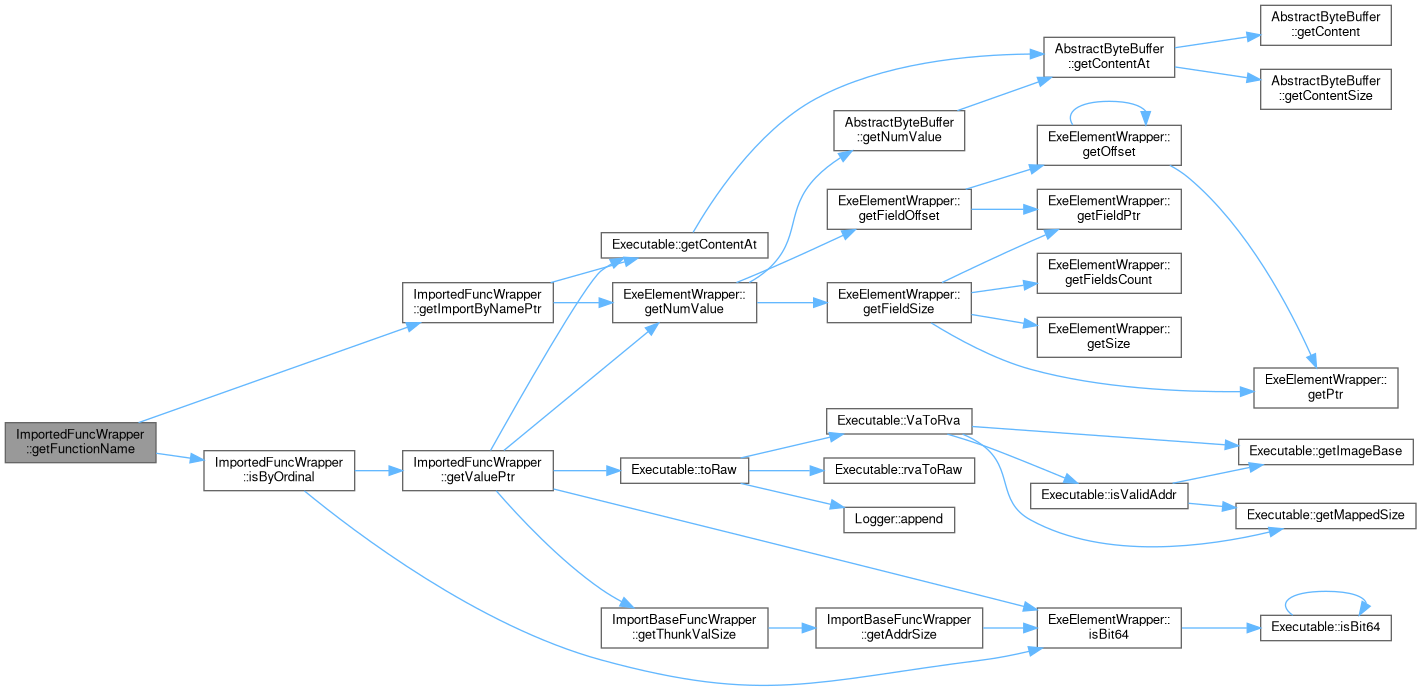 AbstractByteBuffer
::getContent
AbstractByteBuffer
::getContentAt
AbstractByteBuffer
::getContentSize
AbstractByteBuffer
::getNumValue
ExeElementWrapper::
getOffset
ExeElementWrapper::
getFieldOffset
ExeElementWrapper::
getFieldPtr
Executable::getContentAt
ExeElementWrapper::
getFieldsCount
ImportedFuncWrapper
::getImportByNamePtr
ExeElementWrapper::
getNumValue
ExeElementWrapper::
getFieldSize
ExeElementWrapper::
getSize
ExeElementWrapper::
getPtr
ImportedFuncWrapper
::getFunctionName
Executable::VaToRva
Executable::getImageBase
ImportedFuncWrapper
::isByOrdinal
ImportedFuncWrapper
::getValuePtr
Executable::toRaw
Executable::rvaToRaw
Executable::isValidAddr
Executable::getMappedSize
Logger::append
ImportBaseFuncWrapper
::getThunkValSize
ImportBaseFuncWrapper
::getAddrSize
ExeElementWrapper::
isBit64
Executable::isBit64